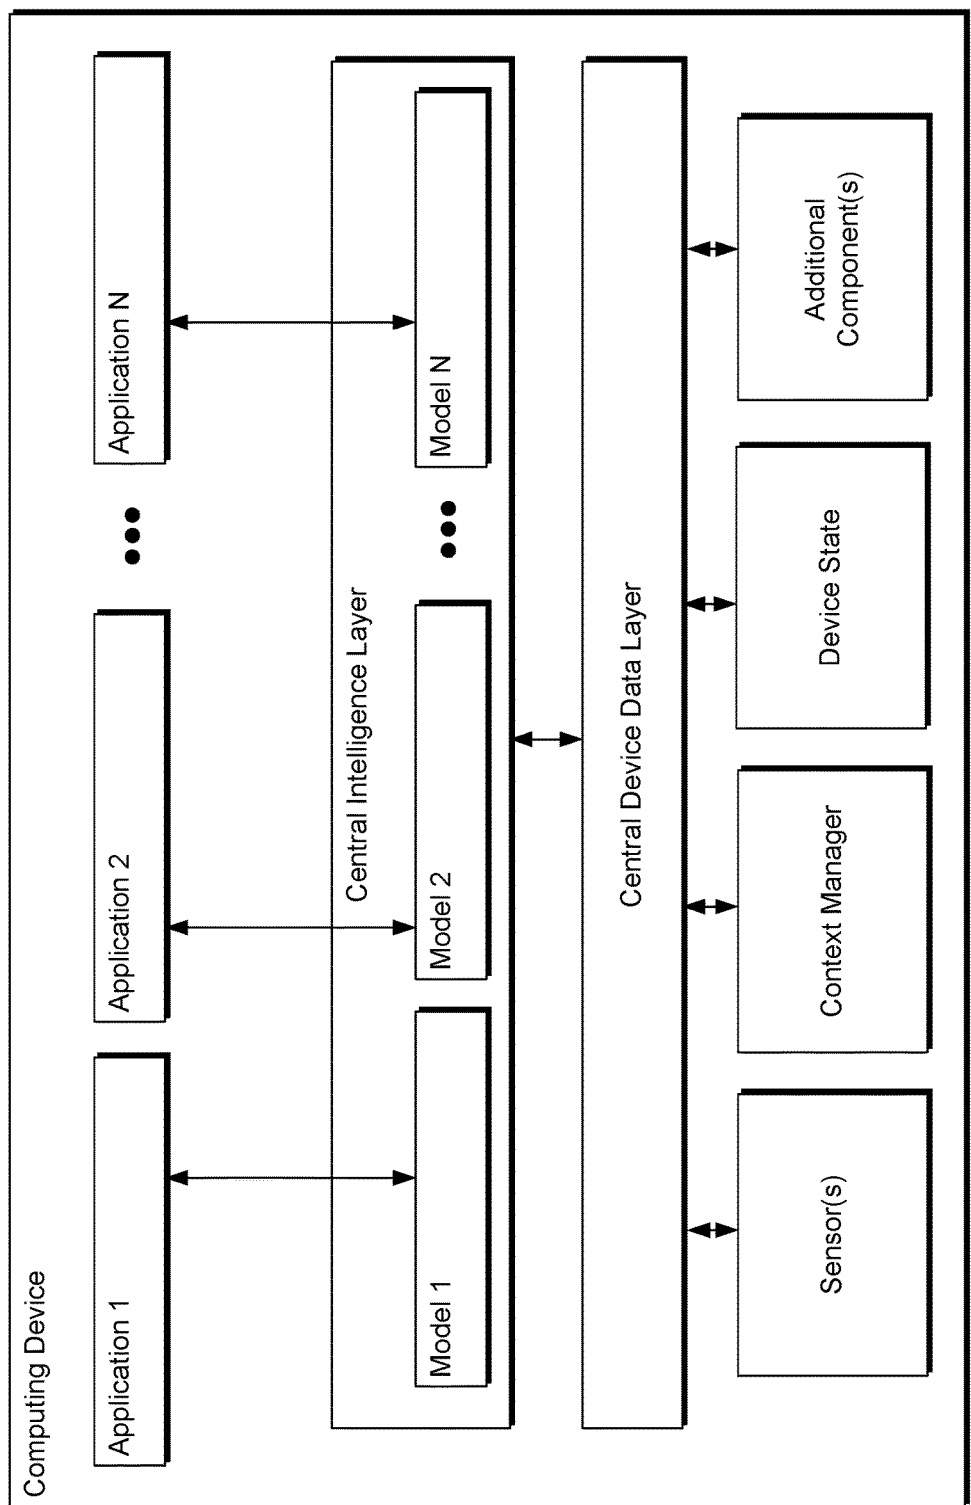 Computing Device
Application 1
Application 2
Application N
Central Intelligence Layer
Model 1
Model 2
Model N
Central Device Data Layer
Sensor(s)
Context Manager
Device State
Additional
Component(s)